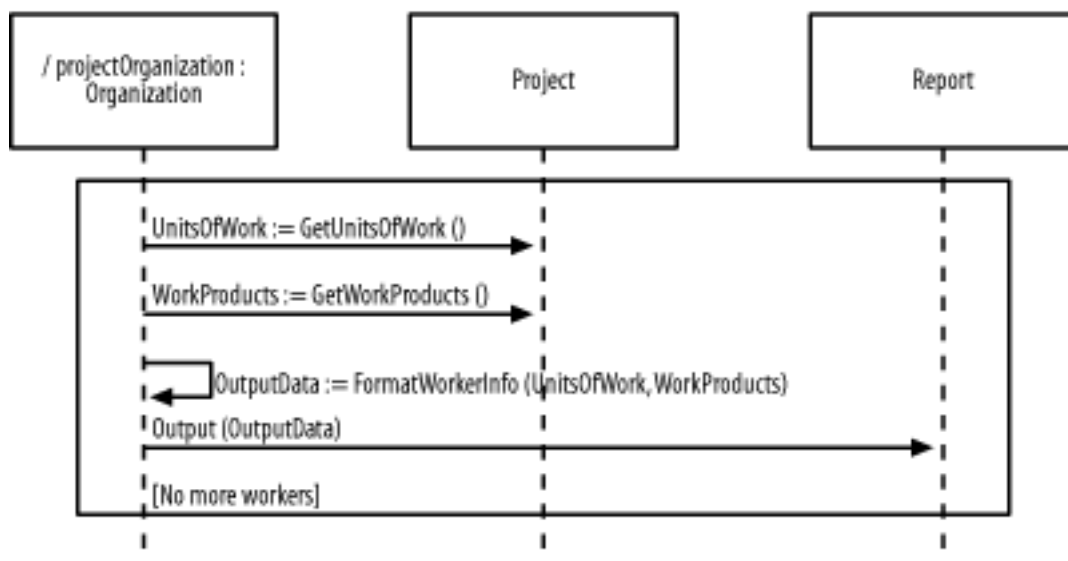 / projectOrganization :
Organization
Project
Report
UnitsOfWork := GetUnitsOfWork ()
WorkProducts := GetWorkProducts ()
OutputData := FormatWorkerInfo (UnitsOfWork, WorkProducts)
Output (OutputData)
[No more workers]